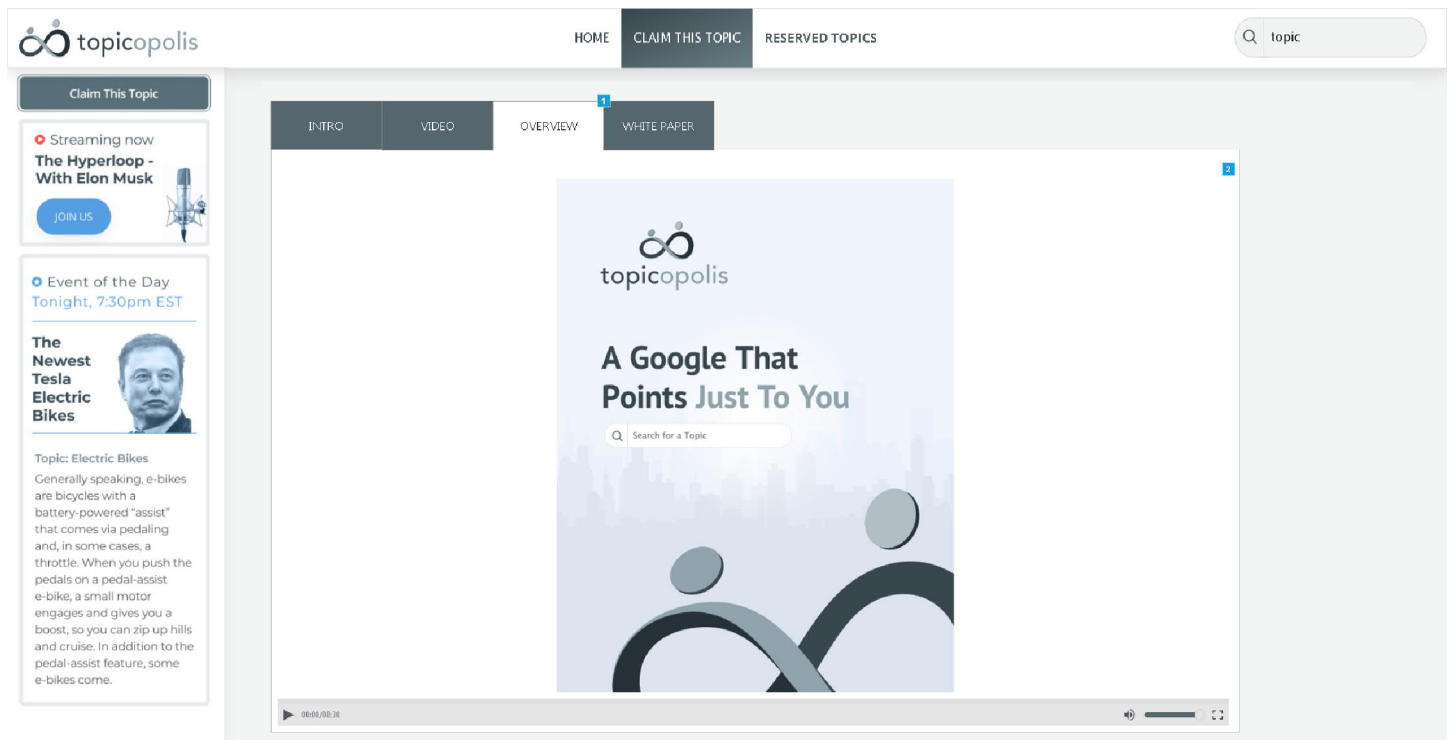 topicopolis
HOME
CLAIM THIS TOPIC
RESERVED TOPICS
topic
Claim This Topic
Streaming now
The Hyperloop -
With Elon Musk
JOIN US
Event of the Day
Tonight, 7:30pm EST
The
Newest
Tesla
Electric
Bikes
Topic: Electric Bikes
Generally speaking, e-bikes
are bicycles with a
battery-powered “assist”
that comes via pedaling
and, in some cases, a
throttle. When you push the
pedals on a pedal-assist
e-bike, a small motor
engages and gives you a
boost, so you can zip up hills
and cruise. In addition to the
pedal-assist feature, some
e-bikes come.
INTRO
VIDEO
OVERVIEW
1
WHITE PAPER
2
topicopolis
A Google That
Points Just To You
Search for a Topic
00:00/00:30